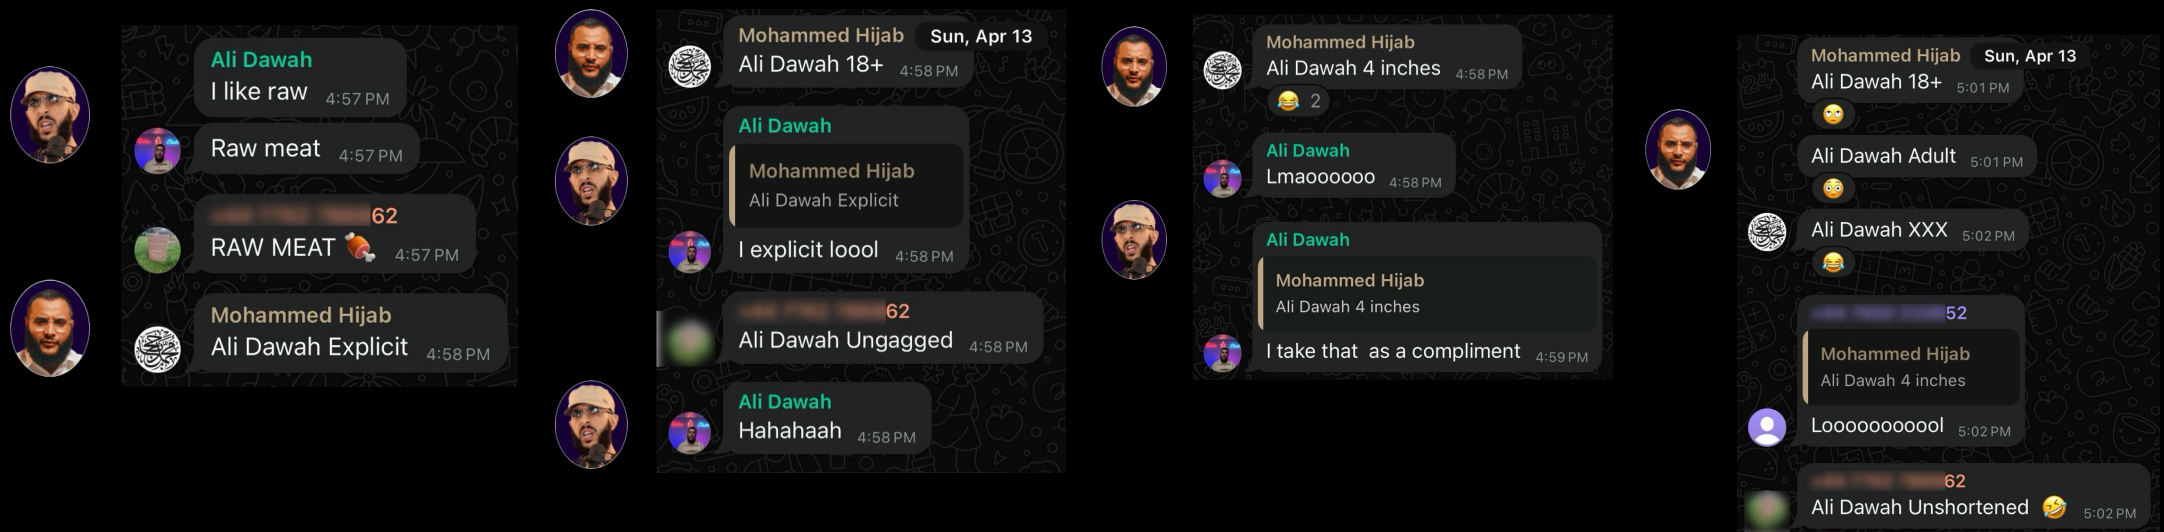 Ali Dawah
I like raw 4:57 PM
Raw meat 4:57 PM
62
RAW MEAT 🍖 4:57 PM
Mohammed Hijab
Ali Dawah Explicit 4:58 PM
Mohammed Hijab Sun, Apr 13
Ali Dawah 18+ 4:58 PM
Ali Dawah
Mohammed Hijab
Ali Dawah Explicit
I explicit loool 4:58 PM
62
Ali Dawah Ungagged 4:58 PM
Ali Dawah
Hahahaah 4:58 PM
Mohammed Hijab
Ali Dawah 4 inches 4:58 PM
😂 2
Ali Dawah
Lmaoooooo 4:58 PM
Ali Dawah
Mohammed Hijab
Ali Dawah 4 inches
I take that as a compliment 4:59 PM
Mohammed Hijab Sun, Apr 13
Ali Dawah 18+ 5:01 PM
🙄
Ali Dawah Adult 5:01 PM
😳
Ali Dawah XXX 5:02 PM
😂
52
Mohammed Hijab
Ali Dawah 4 inches
Looooooooool 5:02 PM
62
Ali Dawah Unshortened 🤣 5:02 PM